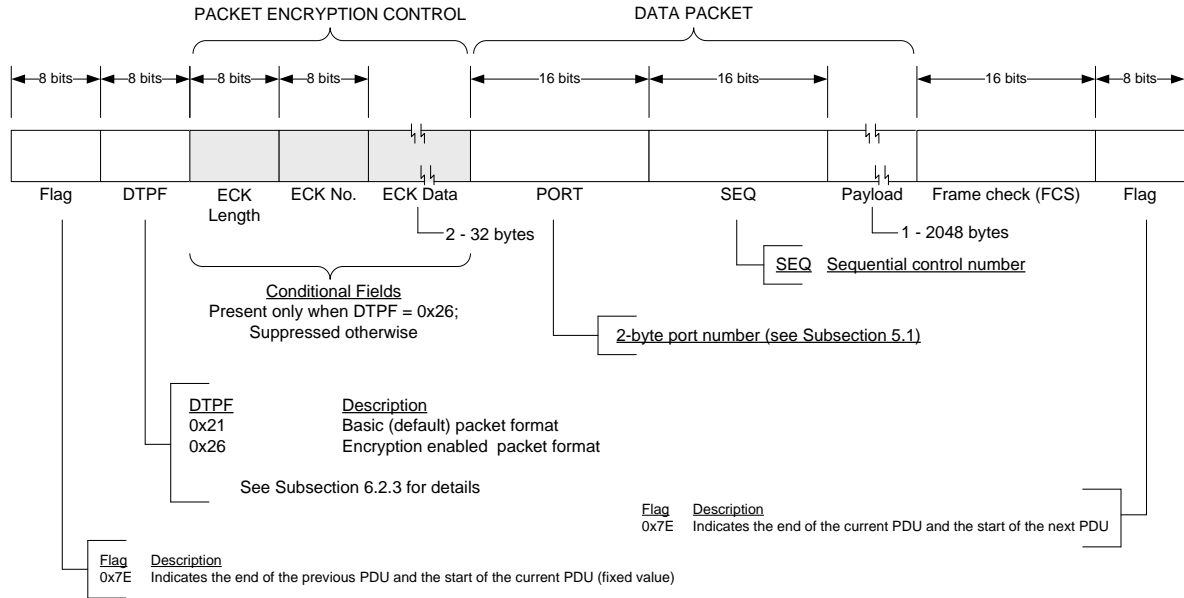 PACKET ENCRYPTION CONTROL
DATA PACKET
8 bits
8 bits
8 bits
8 bits
16 bits
16 bits
16 bits
8 bits
Flag
DTPF
ECK
Length
ECK No.
ECK Data
PORT
SEQ
Payload
Frame check (FCS)
Flag
2 - 32 bytes
1 - 2048 bytes
SEQ Sequential control number
Conditional Fields
Present only when DTPF = 0x26;
Suppressed otherwise
2-byte port number (see Subsection 5.1)
DTPF Description
0x21 Basic (default) packet format
0x26 Encryption enabled packet format
See Subsection 6.2.3 for details
Flag Description
0x7E Indicates the end of the current PDU and the start of the next PDU
Flag Description
0x7E Indicates the end of the previous PDU and the start of the current PDU (fixed value)